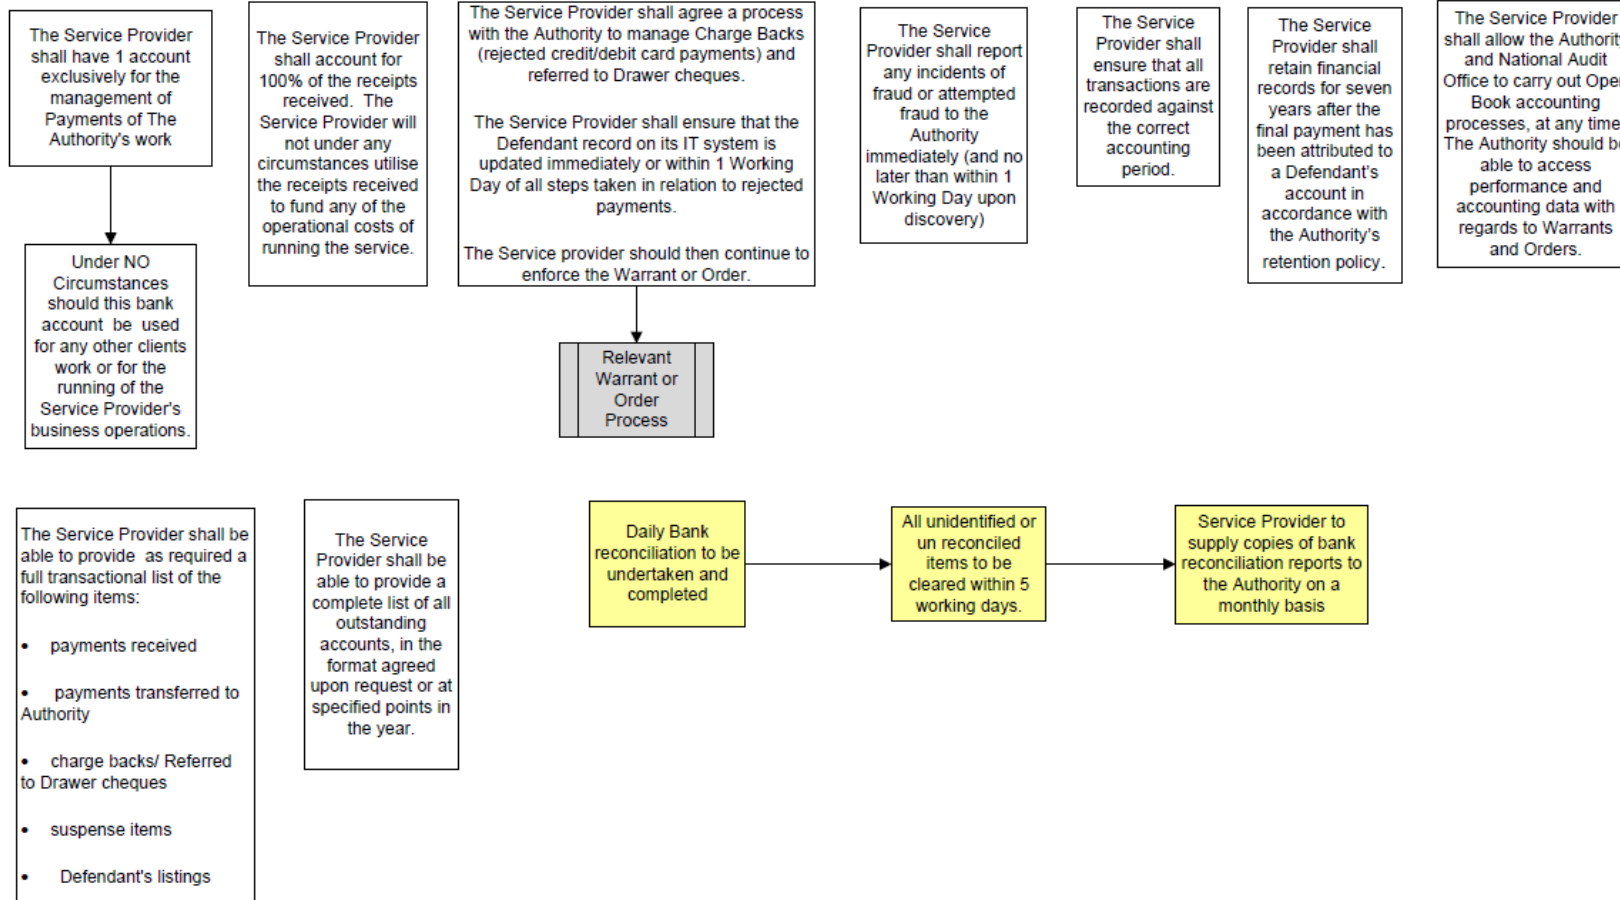 The Service Provider
shall have 1 account
exclusively for the
management of
Payments of The
Authority's work
Under NO
Circumstances
should this bank
account be used
for any other clients
work or for the
running of the
Service Provider's
business operations.
The Service Provider
shall account for
100% of the receipts
received. The
Service Provider will
not under any
circumstances utilise
the receipts received
to fund any of the
operational costs of
running the service.
The Service Provider shall agree a process
with the Authority to manage Charge Backs
(rejected credit/debit card payments) and
referred to Drawer cheques.
The Service Provider shall ensure that the
Defendant record on its IT system is
updated immediately or within 1 Working
Day of all steps taken in relation to rejected
payments.
The Service provider should then continue to
enforce the Warrant or Order.
Relevant
Warrant or
Order
Process
The Service
Provider shall report
any incidents of
fraud or attempted
fraud to the
Authority
immediately (and no
later than within 1
Working Day upon
discovery)
The Service
Provider shall
ensure that all
transactions are
recorded against
the correct
accounting
period.
The Service
Provider shall
retain financial
records for seven
years after the
final payment has
been attributed to
a Defendant's
account in
accordance with
the Authority's
retention policy.
The Service Provider
shall allow the Authority
and National Audit
Office to carry out Open
Book accounting
processes, at any time
The Authority should be
able to access
performance and
accounting data with
regards to Warrants
and Orders.
The Service Provider shall be
able to provide as required a
full transactional list of the
following items:
• payments received
• payments transferred to
Authority
• charge backs/ Referred
to Drawer cheques
• suspense items
• Defendant's listings
The Service
Provider shall be
able to provide a
complete list of all
outstanding
accounts, in the
format agreed
upon request or at
specified points in
the year.
Daily Bank
reconciliation to be
undertaken and
completed
All unidentified or
un reconciled
items to be
cleared within 5
working days.
Service Provider to
supply copies of bank
reconciliation reports to
the Authority on a
monthly basis